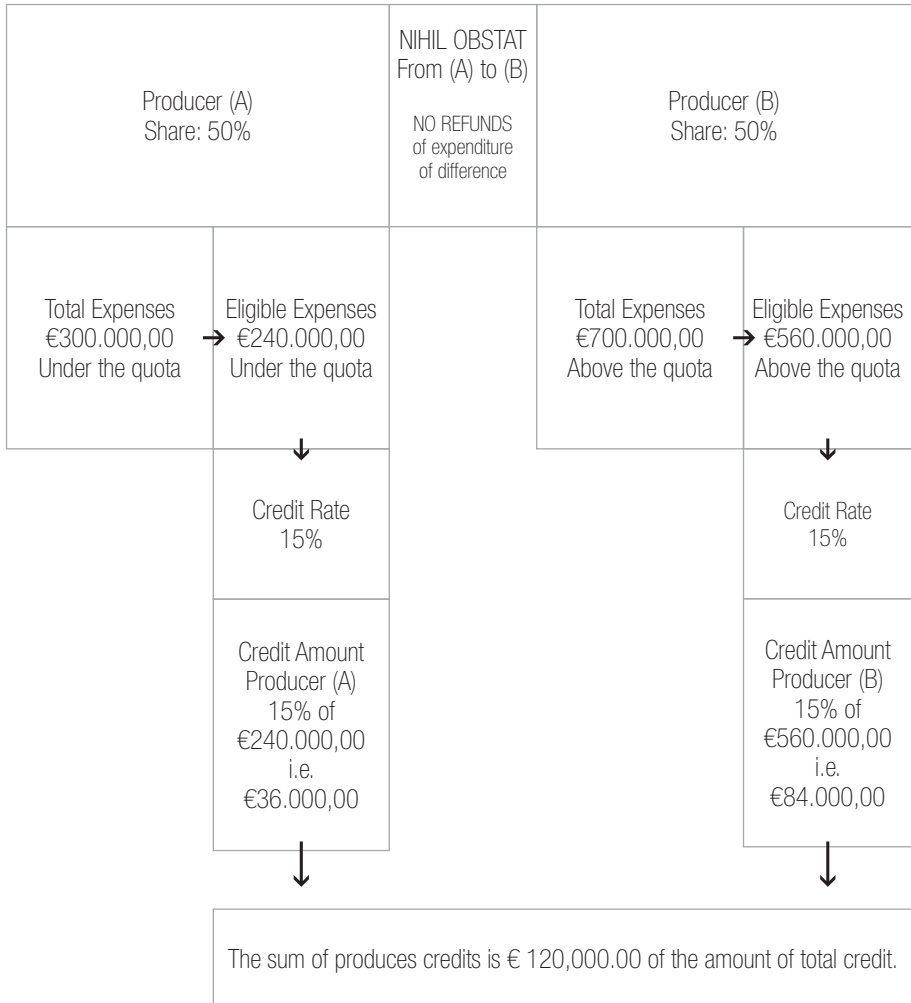 Producer (A)
Share: 50%
NIHIL OBSTAT
From (A) to (B)
NO REFUNDS
of expenditure
of difference
Producer (B)
Share: 50%
Total Expenses
€300.000,00
Under the quota
Eligible Expenses
€240.000,00
Under the quota
Total Expenses
€700.000,00
Above the quota
Eligible Expenses
€560.000,00
Above the quota
Credit Rate
15%
Credit Rate
15%
Credit Amount
Producer (A)
15% of
€240.000,00
i.e.
€36.000,00
Credit Amount
Producer (B)
15% of
€560.000,00
i.e.
€84.000,00
The sum of produces credits is € 120,000.00 of the amount of total credit.